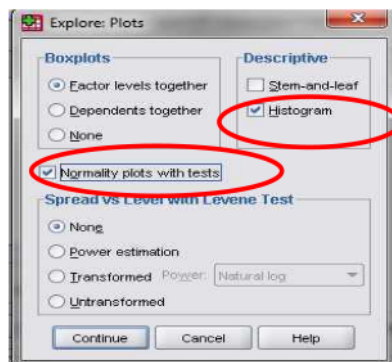 Explore: Plots
Boxplots
Factor levels together
Dependents together
None
Descriptive
Stem-and-leaf
Histogram
Normality plots with tests
Spread vs Level with Levene Test
None
Power estimation
Transformed Power: Natural log
Untransformed
Continue Cancel Help